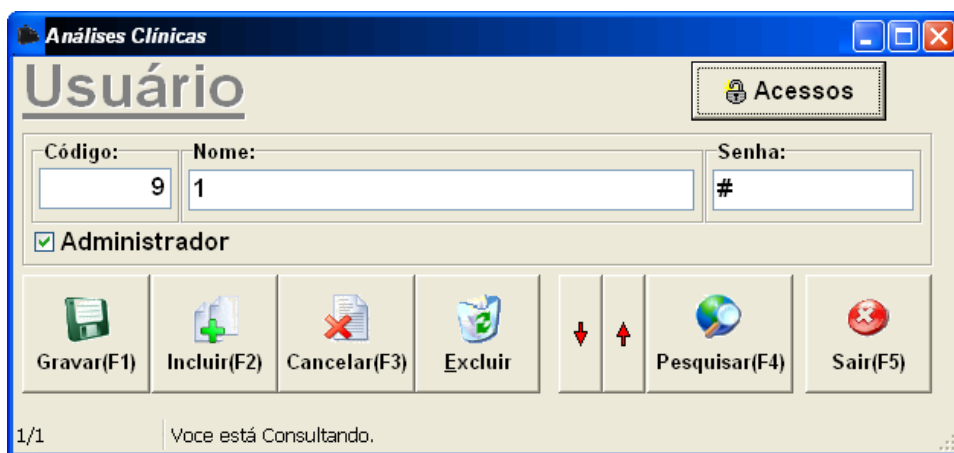 Análises Clínicas
Usuário
Acessos
Código: Nome: Senha:
9 1 #
Administrador
Gravar(F1) Incluir(F2) Cancelar(F3) Excluir Pesquisar(F4) Sair(F5)
1/1 Voce está Consultando.